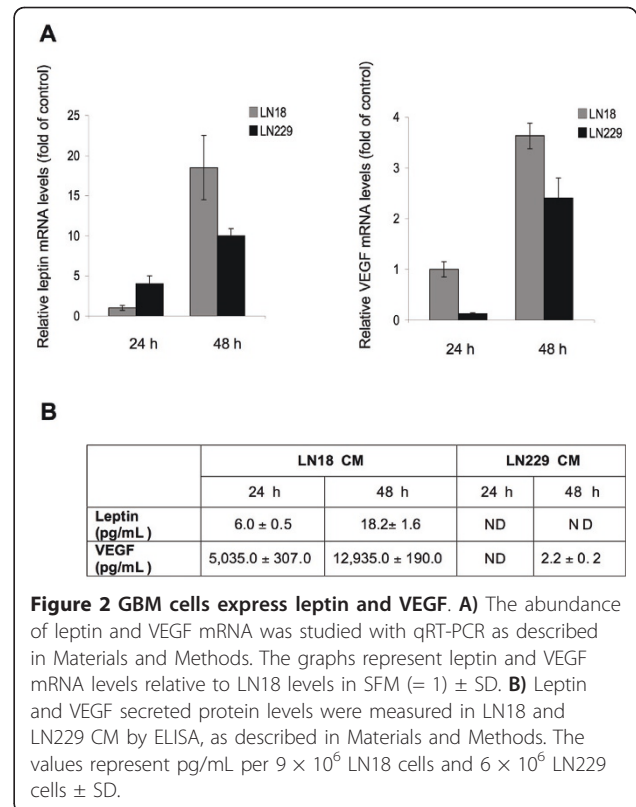 A
Relative leptin mRNA levels (fold of control)
25
20
15
10
5
0
LN18
LN229
24 h
48 h
Relative VEGF mRNA levels (fold of control)
4
3
2
1
0
LN18
LN229
24 h
48 h
B
LN18 CM LN229 CM
24 h 48 h 24 h 48 h
Leptin (pg/mL) 6.0 ± 0.5 18.2± 1.6 ND N D
VEGF (pg/mL) 5,035.0 ± 307.0 12,935.0 ± 190.0 ND 2.2 ± 0. 2
Figure 2 GBM cells express leptin and VEGF. A) The abundance
of leptin and VEGF mRNA was studied with qRT-PCR as described
in Materials and Methods. The graphs represent leptin and VEGF
mRNA levels relative to LN18 levels in SFM (= 1) ± SD. B) Leptin
and VEGF secreted protein levels were measured in LN18 and
LN229 CM by ELISA, as described in Materials and Methods. The
values represent pg/mL per 9 × 10⁶ LN18 cells and 6 × 10⁶ LN229
cells ± SD.